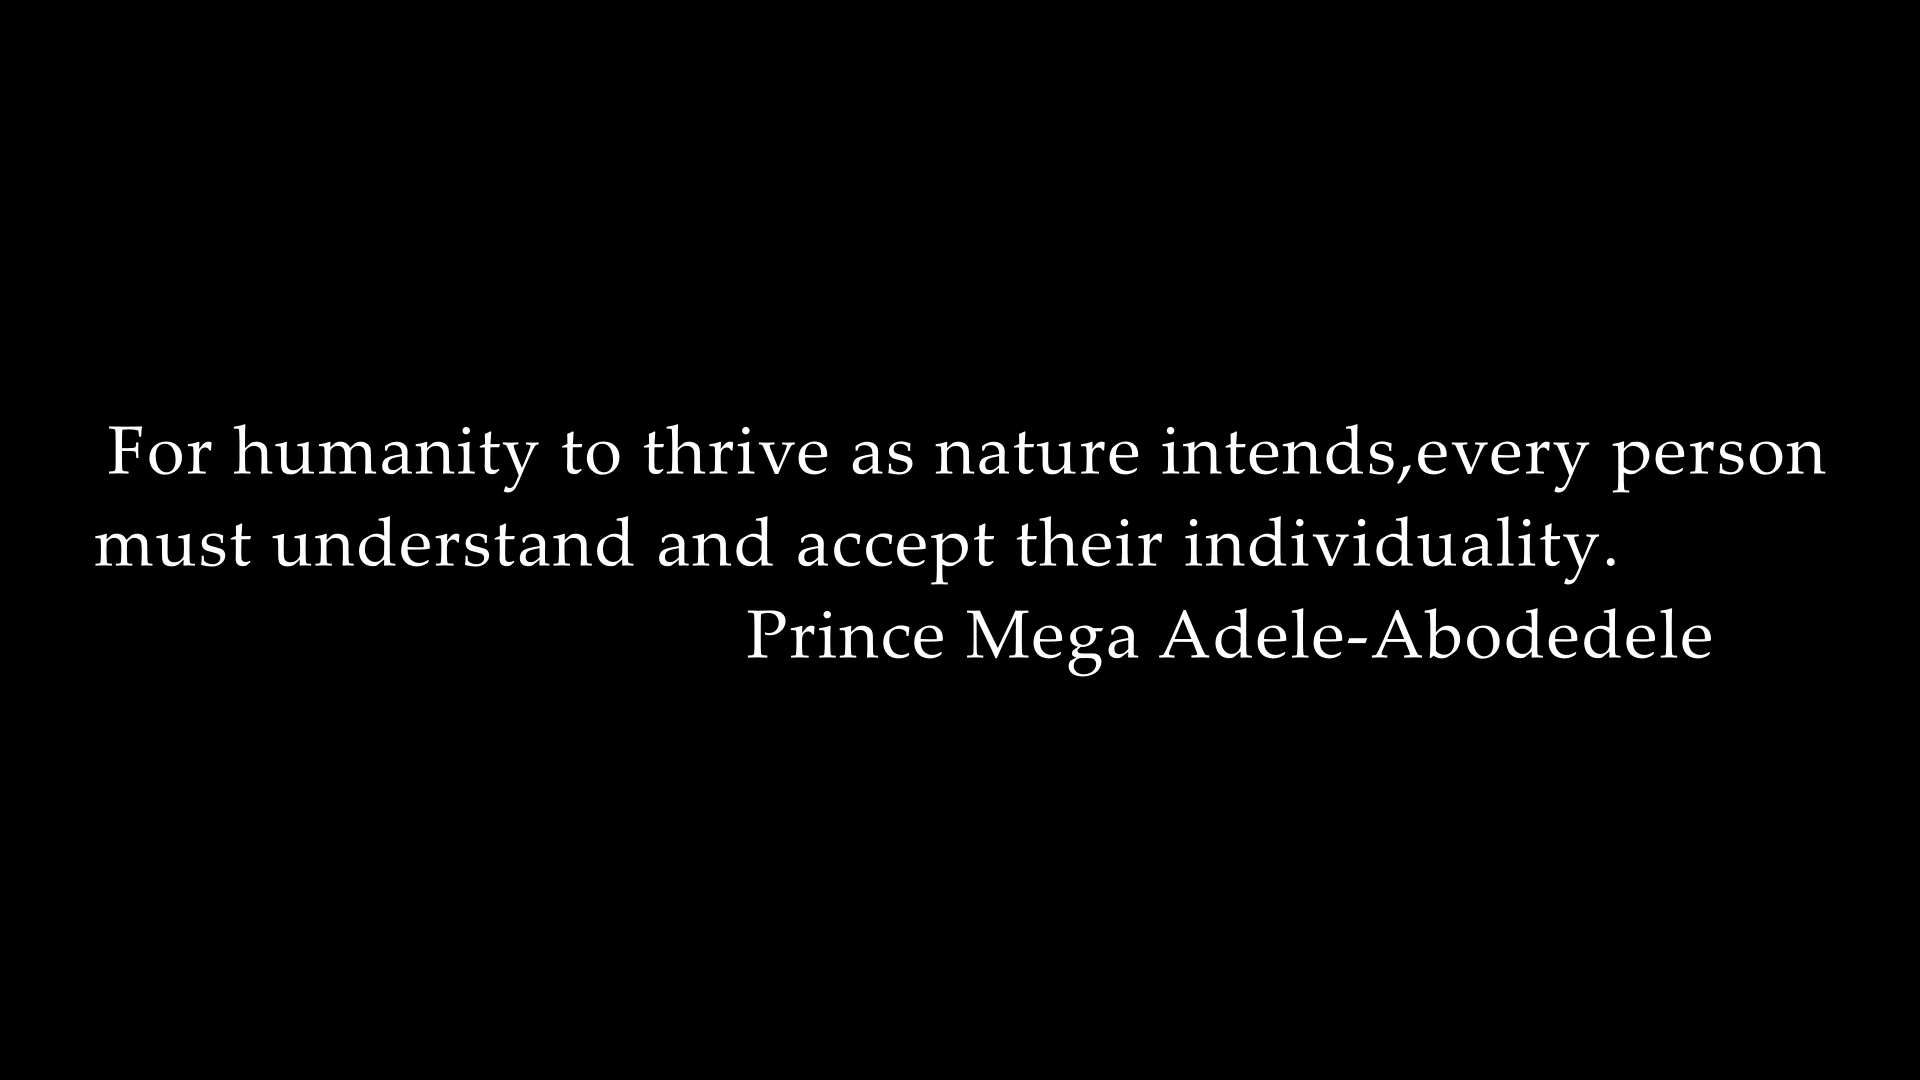 For humanity to thrive as nature intends,every person
must understand and accept their individuality.
Prince Mega Adele-Abodedele